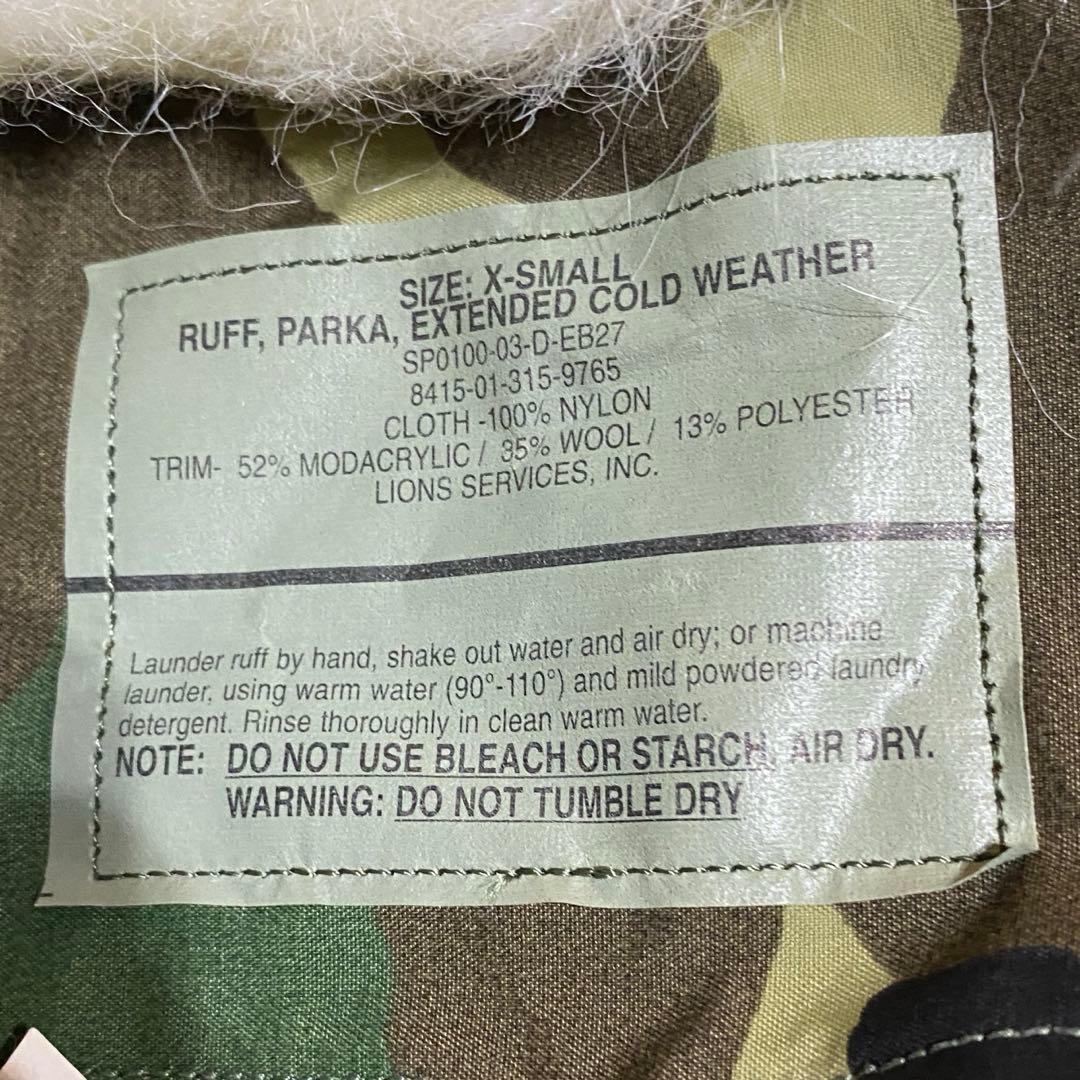 SIZE: X-SMALL
RUFF, PARKA, EXTENDED COLD WEATHER
SP0100-03-D-EB27
8415-01-315-9765
CLOTH -100% NYLON
TRIM- 52% MODACRYLIC / 35% WOOL / 13% POLYESTER
LIONS SERVICES, INC.
Launder ruff by hand, shake out water and air dry; or machine
launder, using warm water (90°-110°) and mild powdered laundry
detergent. Rinse thoroughly in clean warm water.
NOTE: DO NOT USE BLEACH OR STARCH, AIR DRY.
WARNING: DO NOT TUMBLE DRY